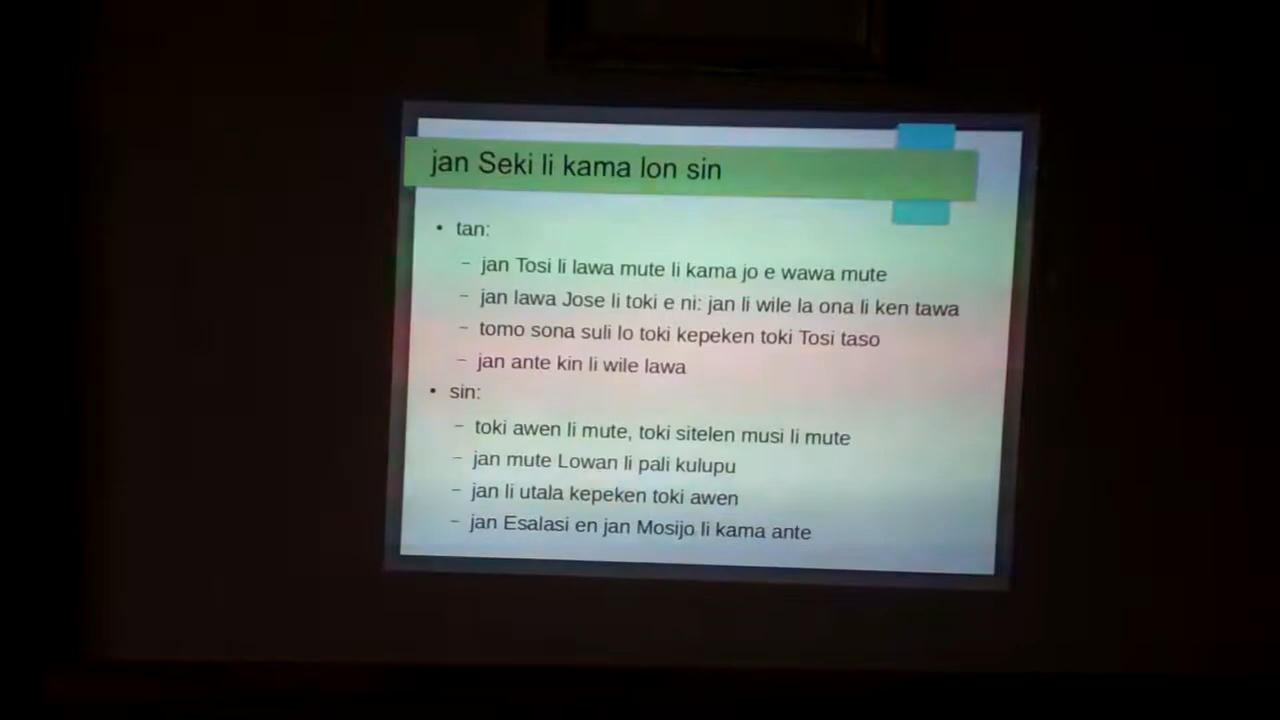 jan Seki li kama lon sin
• tan:
– jan Tosi li lawa mute li kama jo e wawa mute
– jan lawa Jose li toki e ni: jan li wile la ona li ken tawa
– tomo sona suli lo toki kepeken toki Tosi taso
– jan ante kin li wile lawa
• sin:
– toki awen li mute, toki sitelen musi li mute
– jan mute Lowan li pali kulupu
– jan li utala kepeken toki awen
– jan Esalasi en jan Mosijo li kama ante